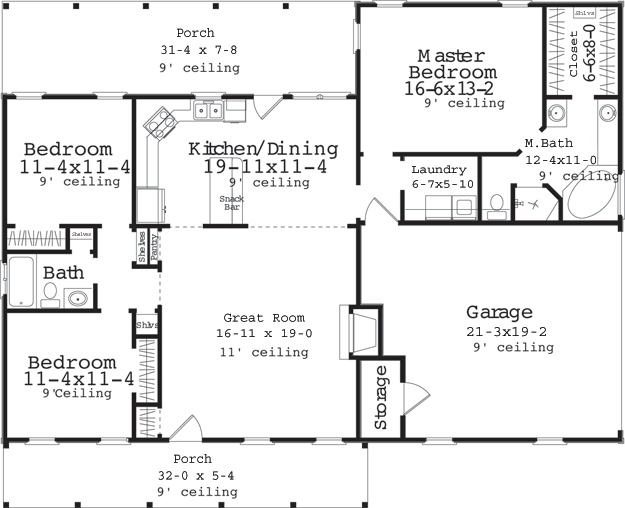 Porch
31-4 x 7-8
9' ceiling
Master
Bedroom
16-6x13-2
9' ceiling
Shlvs
Closet
6-6x8-0
Bedroom
11-4x11-4
9' ceiling
Kitchen/Dining
19-11x11-4
9' ceiling
Snack
Bar
M.Bath
12-4x11-0
9' ceiling
Laundry
6-7x5-10
Shelves
Shelves
Pantry
Bath
Shlvs
Great Room
16-11 x 19-0
11' ceiling
Garage
21-3x19-2
9' ceiling
Bedroom
11-4x11-4
9'Ceiling
Storage
Porch
32-0 x 5-4
9' ceiling